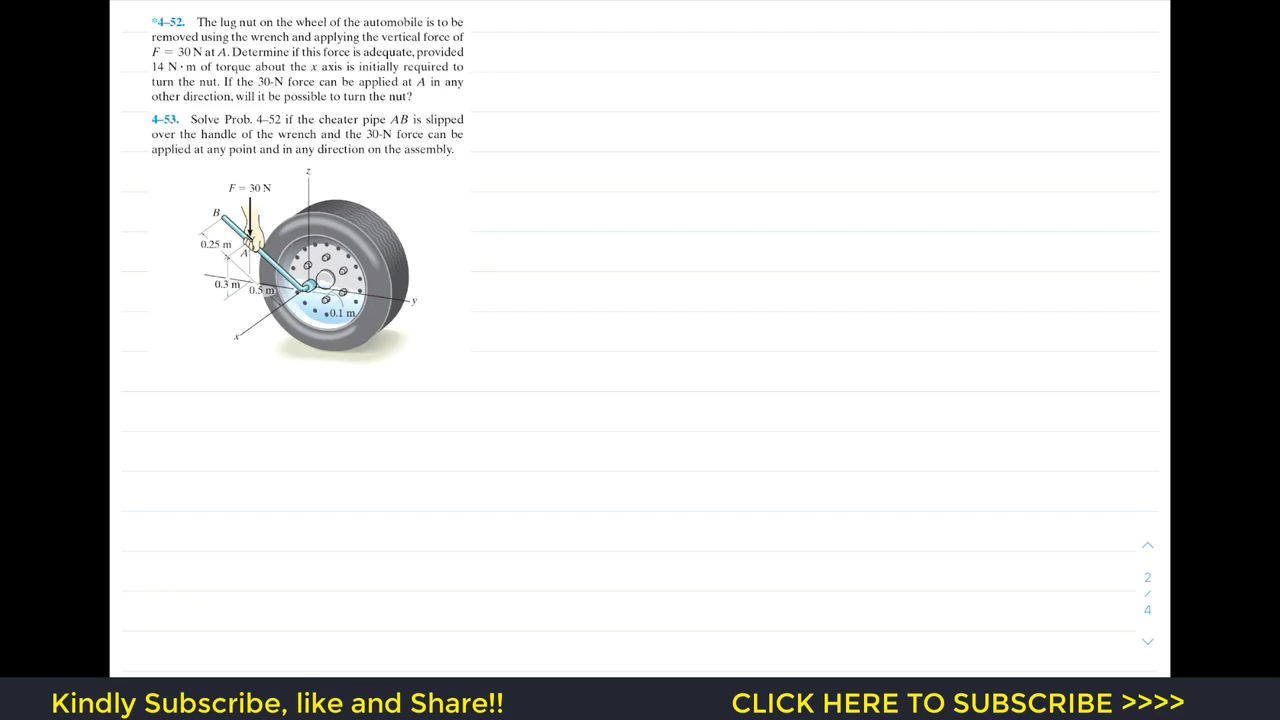 *4–52. The lug nut on the wheel of the automobile is to be
removed using the wrench and applying the vertical force of
F = 30 N at A. Determine if this force is adequate, provided
14 N · m of torque about the x axis is initially required to
turn the nut. If the 30-N force can be applied at A in any
other direction, will it be possible to turn the nut?
4–53. Solve Prob. 4–52 if the cheater pipe AB is slipped
over the handle of the wrench and the 30-N force can be
applied at any point and in any direction on the assembly.
z
F = 30 N
B
0.25 m
A
0.3 m
0.5 m
y
0.1 m
x
2
/
4
Kindly Subscribe, like and Share!!
CLICK HERE TO SUBSCRIBE >>>>